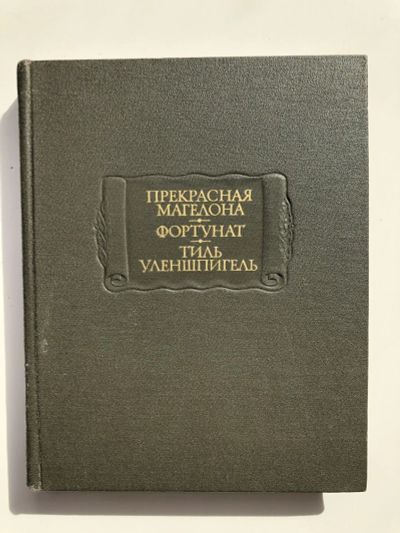 ПРЕКРАСНАЯ
МАГЕЛОНА
ФОРТУНАТ
ТИЛЬ
УЛЕНШПИГЕЛЬ